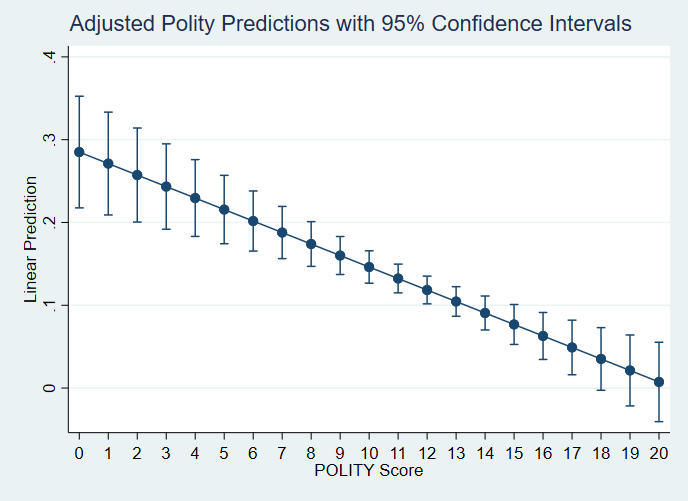 Adjusted Polity Predictions with 95% Confidence Intervals
.4
.3
.2
.1
0
Linear Prediction
0 1 2 3 4 5 6 7 8 9 10 11 12 13 14 15 16 17 18 19 20
POLITY Score